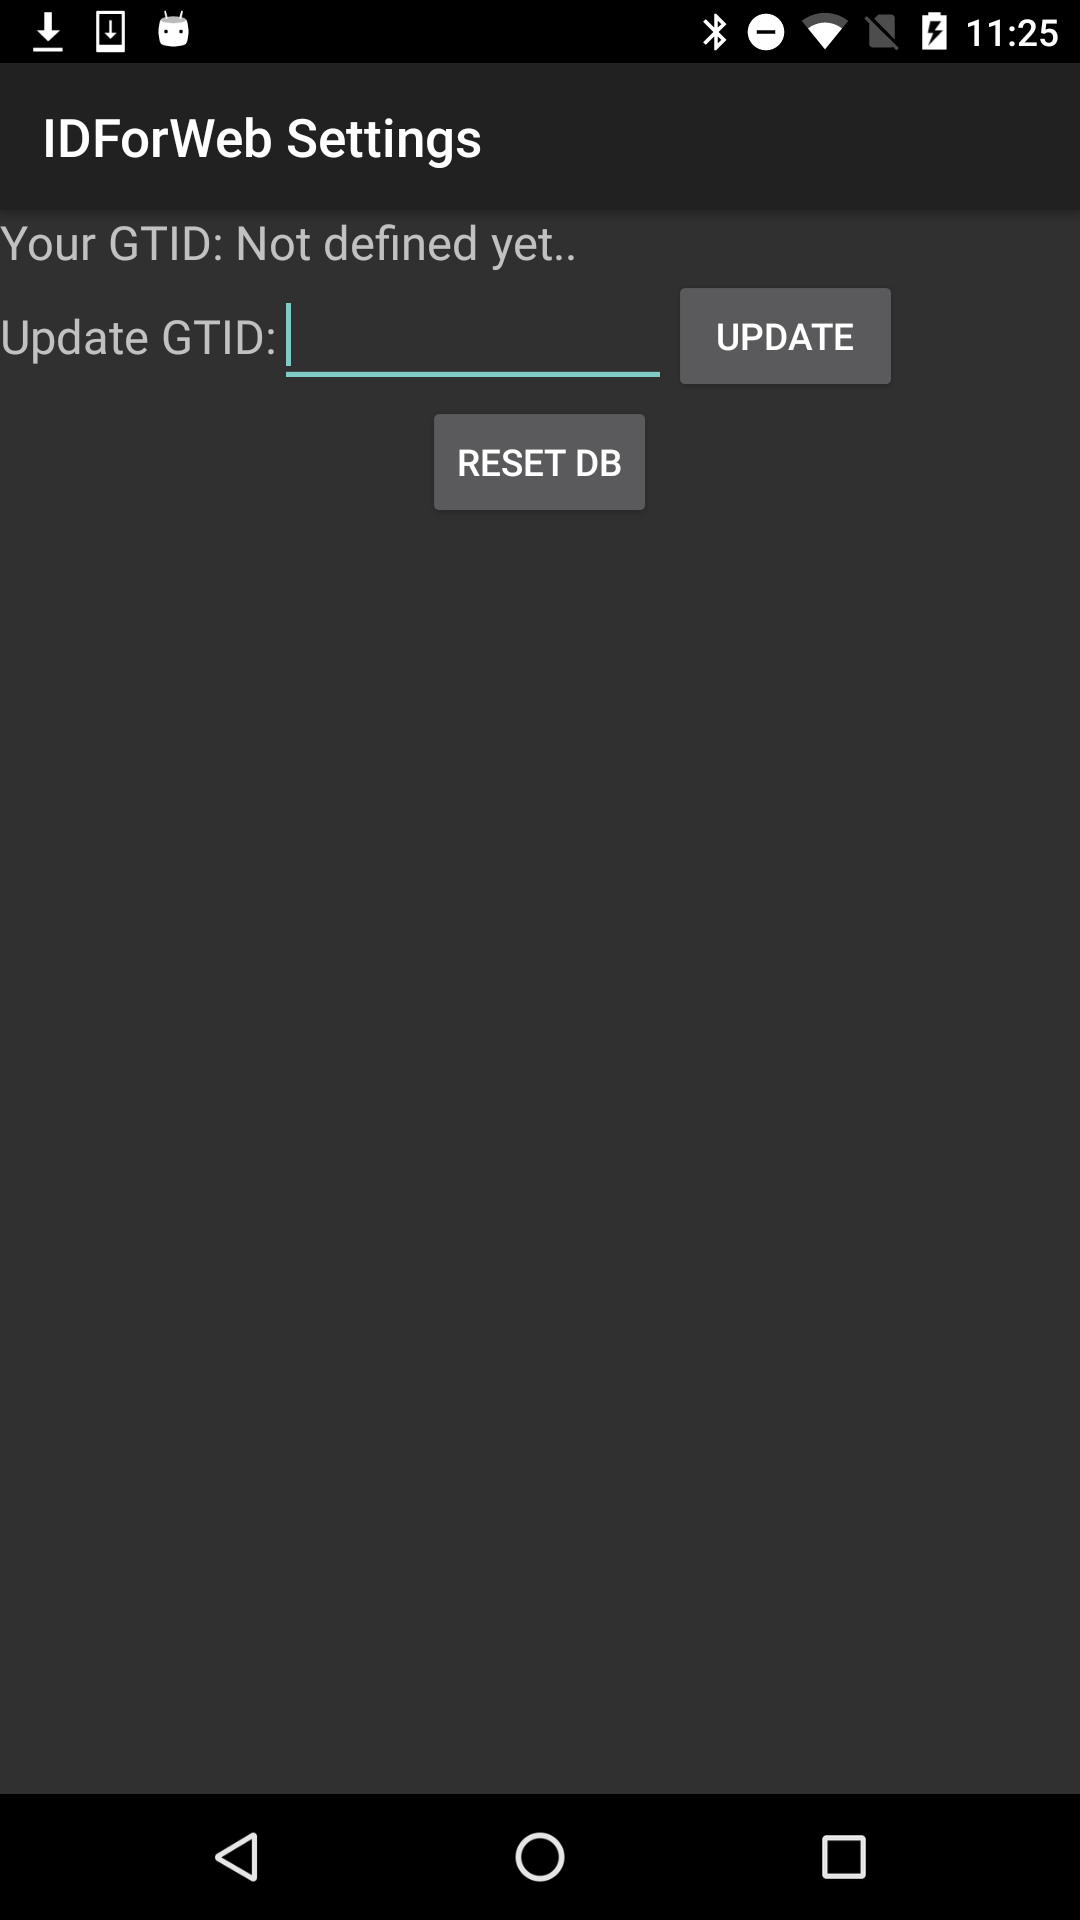 11:25
IDForWeb Settings
Your GTID: Not defined yet..
Update GTID: UPDATE
RESET DB